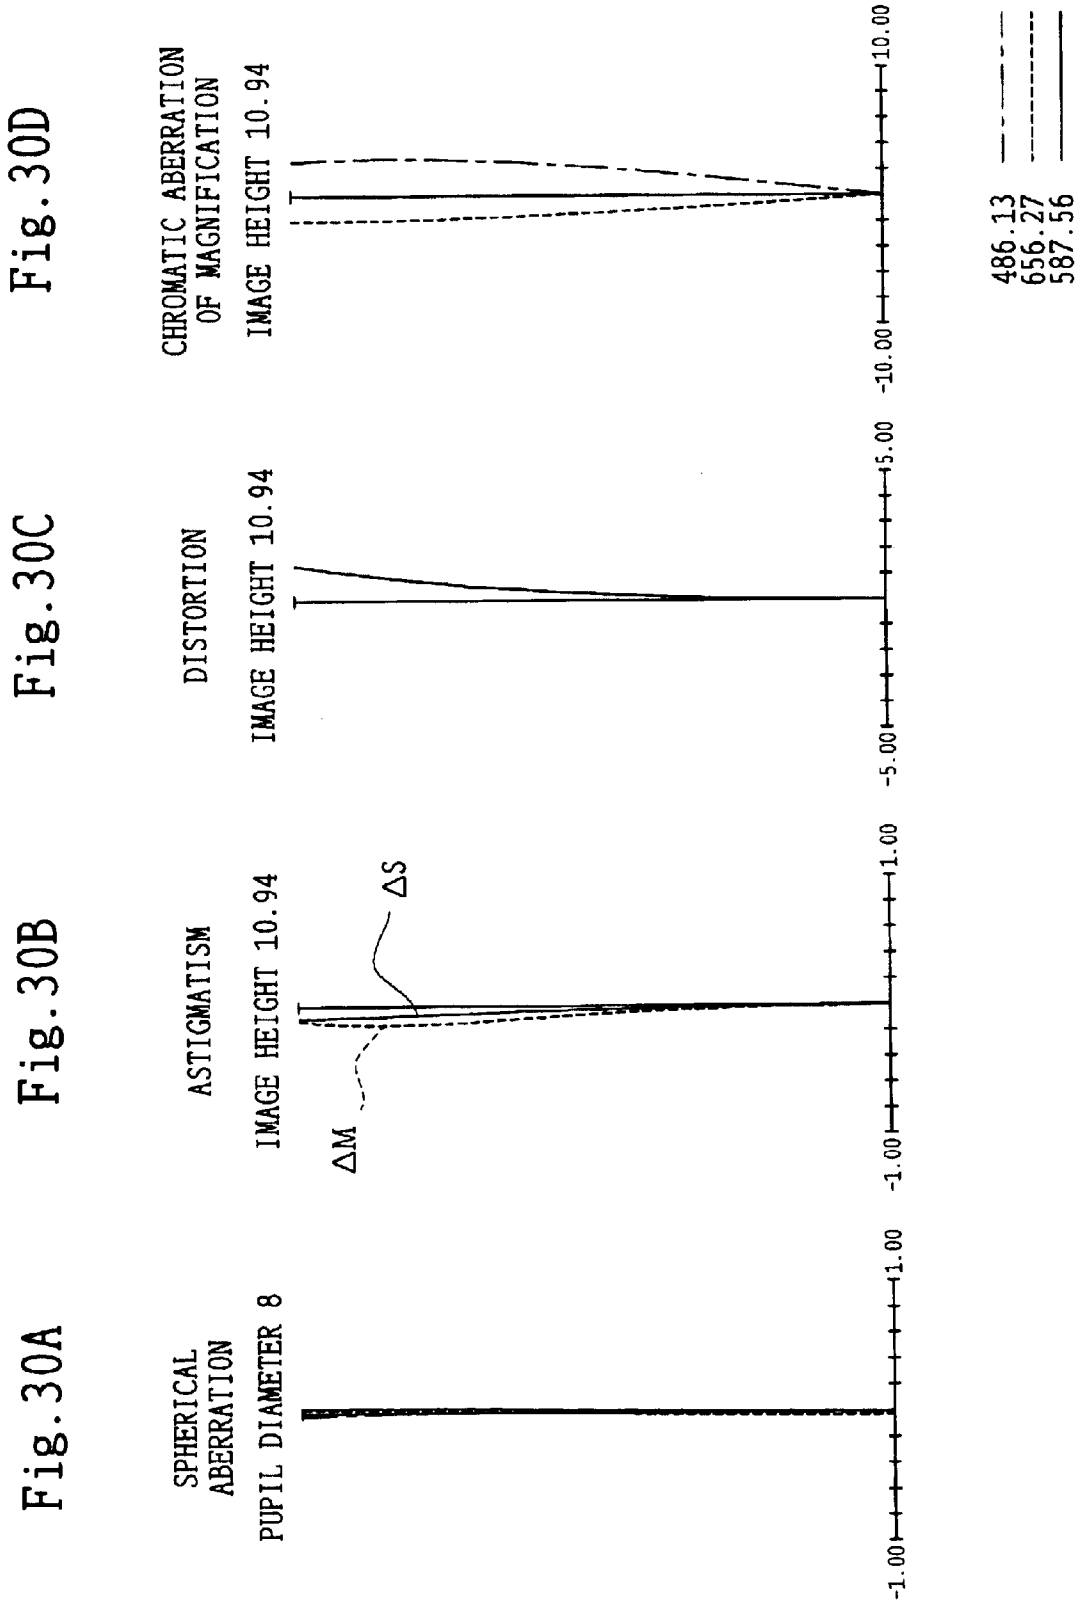 Fig.30A
SPHERICAL
ABERRATION
PUPIL DIAMETER 8
-1.00
1.00
Fig.30B
ASTIGMATISM
IMAGE HEIGHT 10.94
ΔM
ΔS
-1.00
1.00
Fig.30C
DISTORTION
IMAGE HEIGHT 10.94
-5.00
5.00
Fig.30D
CHROMATIC ABERRATION
OF MAGNIFICATION
IMAGE HEIGHT 10.94
-10.00
10.00
486.13
656.27
587.56